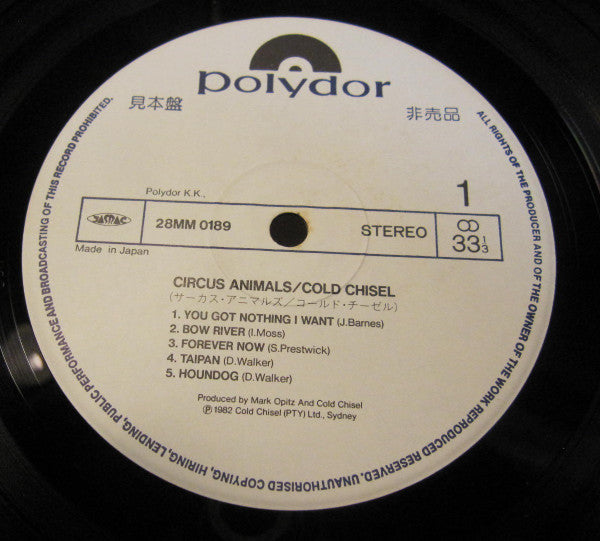 polydor
見本盤
非売品
Polydor K.K.,
1
JASRAC
28MM 0189
STEREO
33 1/3
Made in Japan
CIRCUS ANIMALS/COLD CHISEL
(サーカス・アニマルズ／コールド・チーゼル)
1. YOU GOT NOTHING I WANT (J.Barnes)
2. BOW RIVER (I.Moss)
3. FOREVER NOW (S.Prestwick)
4. TAIPAN (D.Walker)
5. HOUNDOG (D.Walker)
Produced by Mark Opitz And Cold Chisel
Ⓟ 1982 Cold Chisel (PTY) Ltd., Sydney
ALL RIGHTS OF THE PRODUCER AND OF THE OWNER OF THE WORK REPRODUCED RESERVED. UNAUTHORISED COPYING, HIRING, LENDING, PUBLIC PERFORMANCE AND BROADCASTING OF THIS RECORD PROHIBITED.